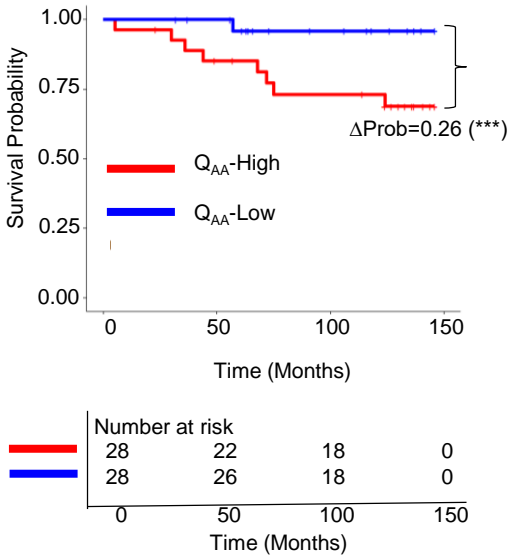 1.00
0.75
0.50
0.25
0.00
Survival Probability
ΔProb=0.26 (***)
Q_AA-High
Q_AA-Low
0 50 100 150
Time (Months)
Number at risk
28 22 18 0
28 26 18 0
0 50 100 150
Time (Months)